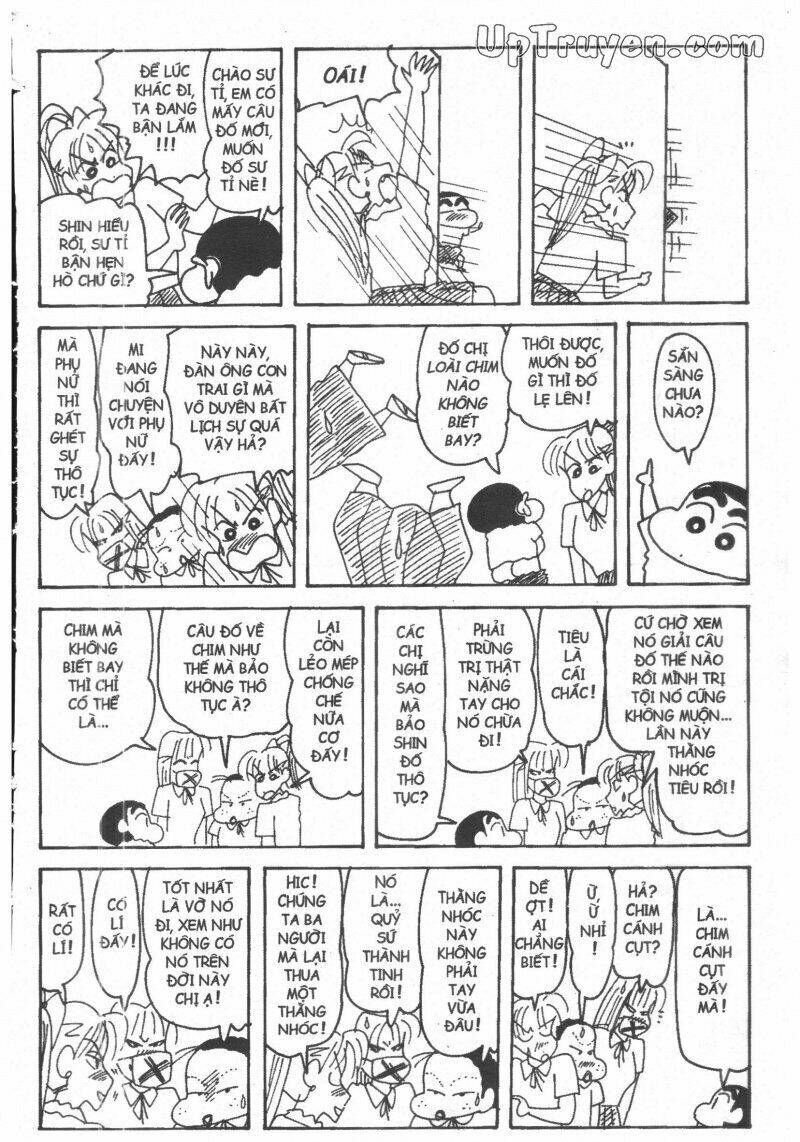 UpTruyen.com
OÁI!
CHÀO SƯ
TỈ, EM CÓ
MẤY CÂU
ĐỐ MỚI,
MUỐN
ĐỐ SƯ
TỈ NÈ!
ĐỂ LÚC
KHÁC ĐI,
TA ĐANG
BẬN LẮM
!!!
SHIN HIỂU
RỒI, SƯ TỈ
BẬN HẸN
HÒ CHỨ GÌ?
SẴN
SÀNG
CHƯA
NÀO?
THÔI ĐƯỢC,
MUỐN ĐỐ
GÌ THÌ ĐỐ
LẸ LÊN!
ĐỐ CHỊ
LOÀI CHIM
NÀO
KHÔNG
BIẾT
BAY?
NÀY NÀY,
ĐÀN ÔNG CON
TRAI GÌ MÀ
VÔ DUYÊN BẤT
LỊCH SỰ QUÁ
VẬY HẢ?
MI
ĐANG
NÓI
CHUYỆN
VỚI PHỤ
NỮ
ĐẤY!
MÀ
PHỤ
NỮ
THÌ
RẤT
GHÉT
SỰ
THÔ
TỤC!
CỨ CHỜ XEM
NÓ GIẢI CÂU
ĐỐ THẾ NÀO
RỒI MÌNH TRỊ
TỘI NÓ CŨNG
KHÔNG MUỘN...
LẦN NÀY
THẰNG
NHÓC
TIÊU RỒI!
TIÊU
LÀ
CÁI
CHẮC!
PHẢI
TRỪNG
TRỊ THẬT
NẶNG
TAY CHO
NÓ CHỪA
ĐI!
CÁC
CHỊ
NGHĨ
SAO
MÀ
BẢO
SHIN
ĐỐ
THÔ
TỤC?
LẠI
CÒN
LẺO MÉP
CHỐNG
CHẾ
NỮA
CƠ
ĐẤY!
CÂU ĐỐ VỀ
CHIM NHƯ
THẾ MÀ BẢO
KHÔNG THÔ
TỤC À?
CHIM MÀ
KHÔNG
BIẾT BAY
THÌ CHỈ
CÓ THỂ
LÀ...
LÀ...
CHIM
CÁNH
CỤT
ĐẤY
MÀ!
HẢ?
CHIM
CÁNH
CỤT?
Ừ,
Ừ
NHỈ
!
DỄ
ỢT!
AI
CHẲNG
BIẾT!
THẰNG
NHÓC
NÀY
KHÔNG
PHẢI
TAY
VỪA
ĐÂU!
NÓ
LÀ...
QUỶ
SỨ
THÀNH
TINH
RỒI!
HIC!
CHÚNG
TA BA
NGƯỜI
MÀ LẠI
THUA
MỘT
THẰNG
NHÓC!
TỐT NHẤT
LÀ VỠ NÓ
ĐI, XEM NHƯ
KHÔNG CÓ
NÓ TRÊN
ĐỜI NÀY
CHỊ Ạ!
CÓ
LÍ
ĐẤY!
RẤT
CÓ
LÍ!